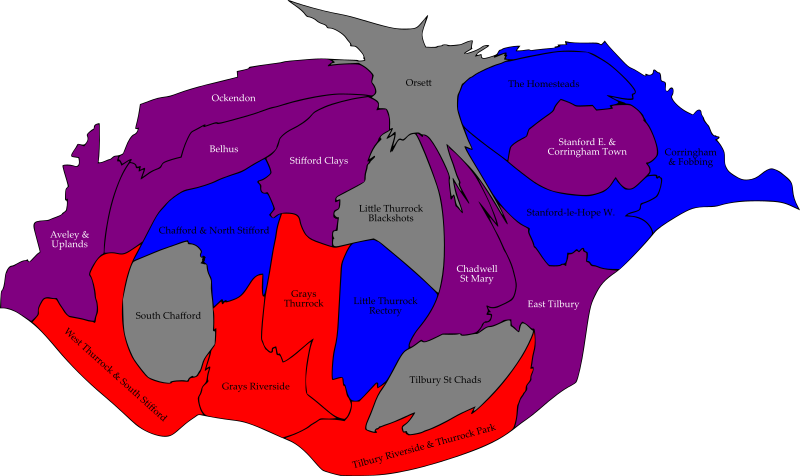 Orsett
The Homesteads
Ockendon
Belhus
Stifford Clays
Stanford E. &
Corringham Town
Corringham
& Fobbing
Little Thurrock
Blackshots
Stanford le Hope W.
Chafford & North Stifford
Aveley &
Uplands
Chadwell
St Mary
Grays
Thurrock
Little Thurrock
Rectory
East Tilbury
South Chafford
West Thurrock & South Stifford
Grays Riverside
Tilbury St Chads
Tilbury Riverside & Thurrock Park